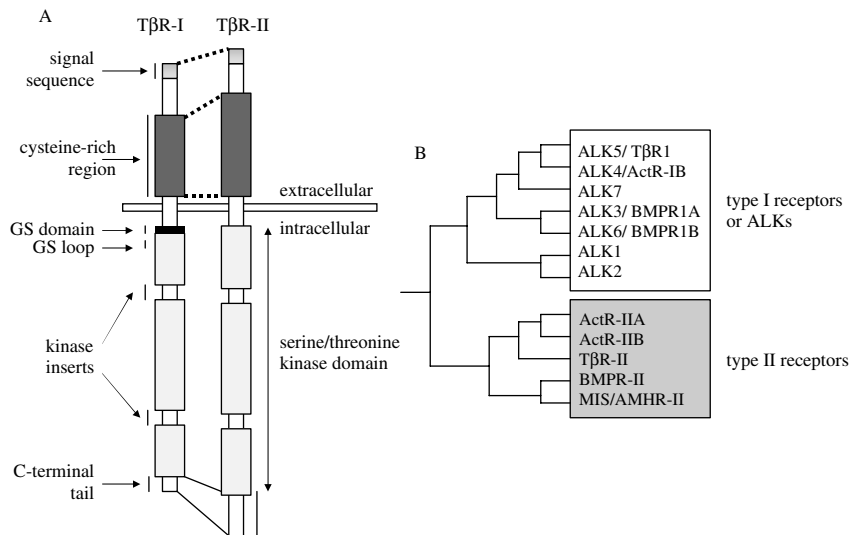 A
TβR-I
TβR-II
signal
sequence
cysteine-rich
region
extracellular
intracellular
GS domain
GS loop
kinase
inserts
serine/threonine
kinase domain
C-terminal
tail
B
ALK5/ TβR1
ALK4/ActR-IB
ALK7
ALK3/ BMPR1A
ALK6/ BMPR1B
ALK1
ALK2
type I receptors
or ALKs
ActR-IIA
ActR-IIB
TβR-II
BMPR-II
MIS/AMHR-II
type II receptors